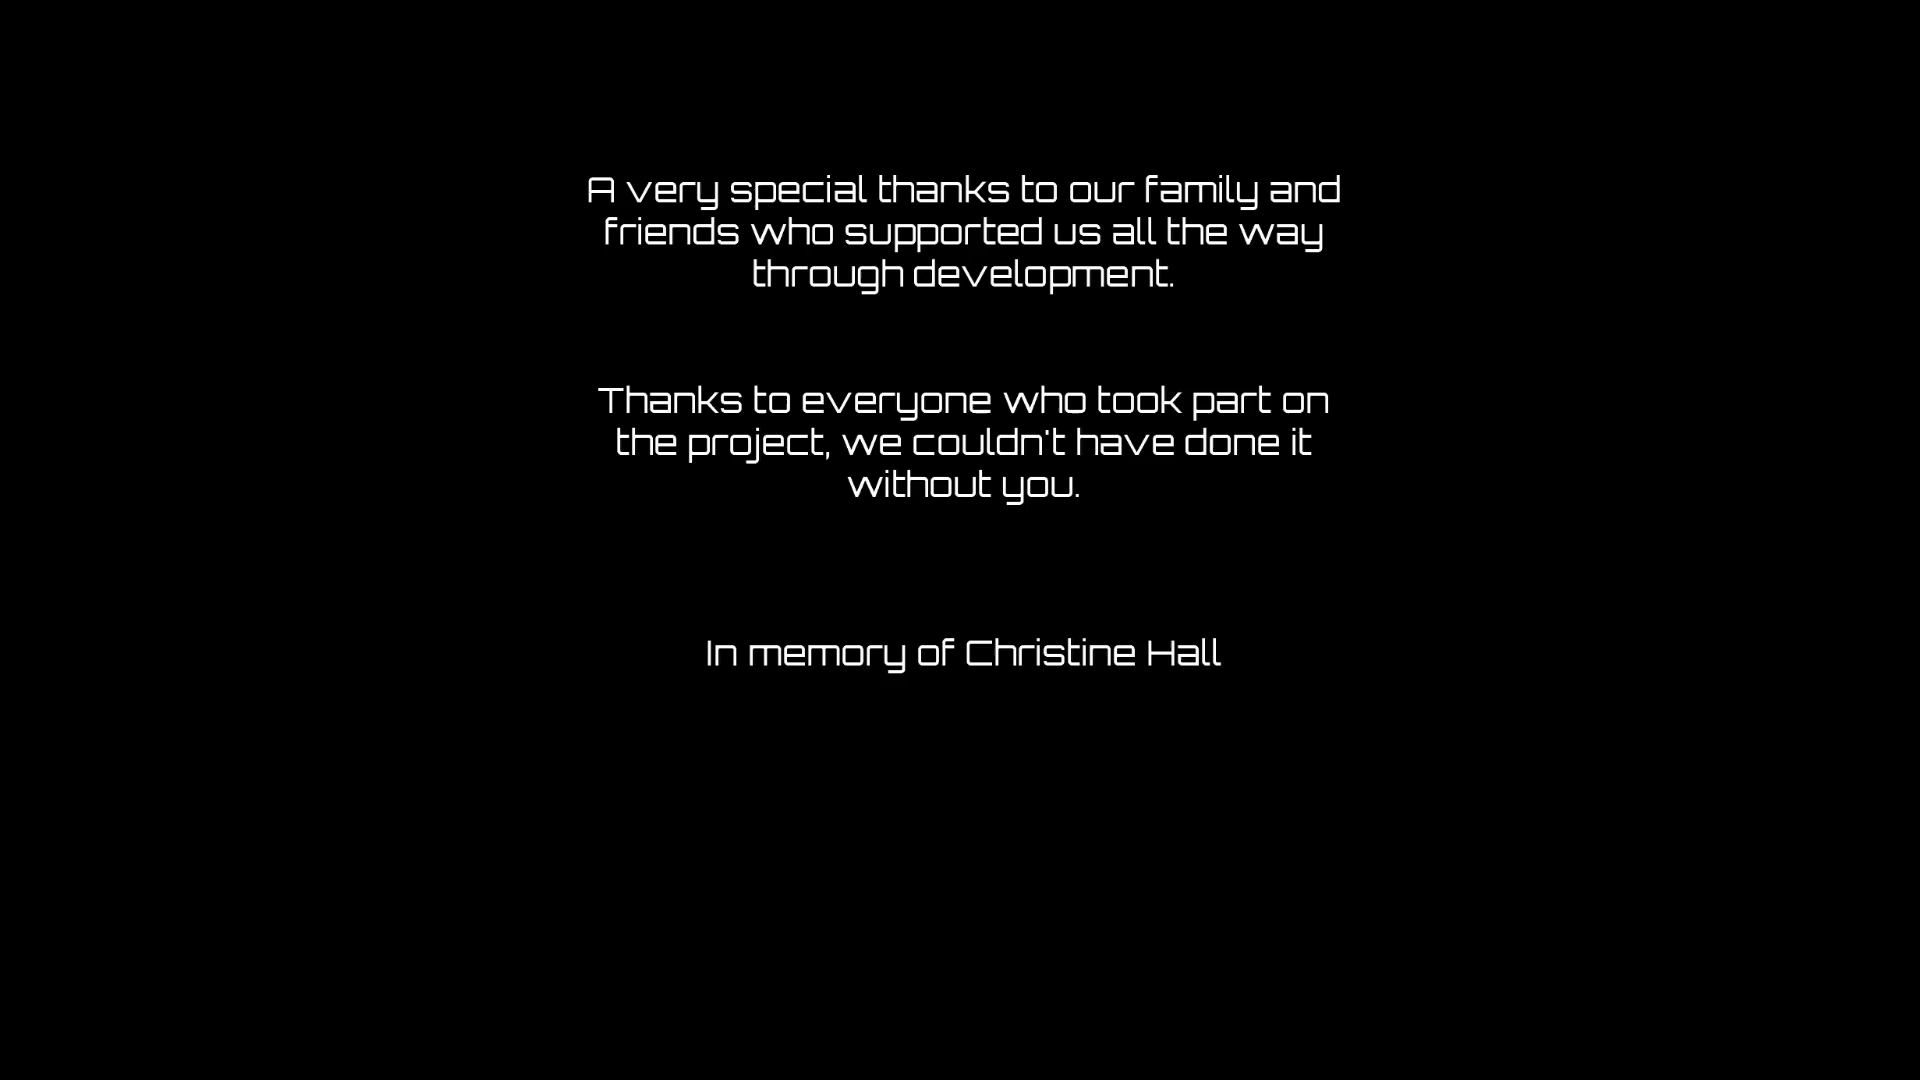 A very special thanks to our family and
friends who supported us all the way
through development.
Thanks to everyone who took part on
the project, we couldn't have done it
without you.
In memory of Christine Hall